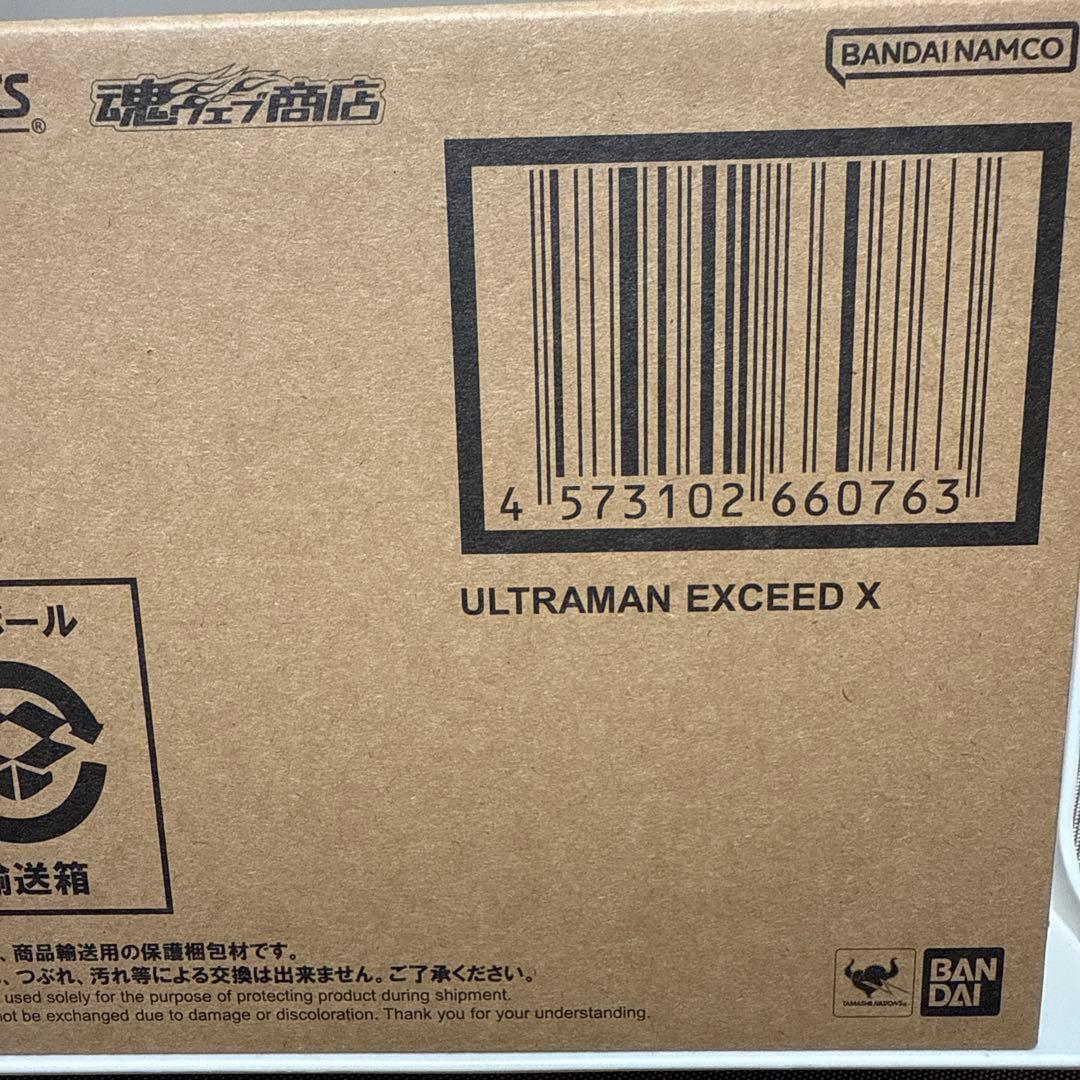 TS®
魂ウェブ商店
BANDAI NAMCO
4 573102 660763
ULTRAMAN EXCEED X
ボール
輸送箱
、商品輸送用の保護梱包材です。
、つぶれ、汚れ等による交換は出来ません。ご了承ください。
used solely for the purpose of protecting product during shipment.
not be exchanged due to damage or discoloration. Thank you for your understanding.
TAMASHII NATIONS
BAN
DAI